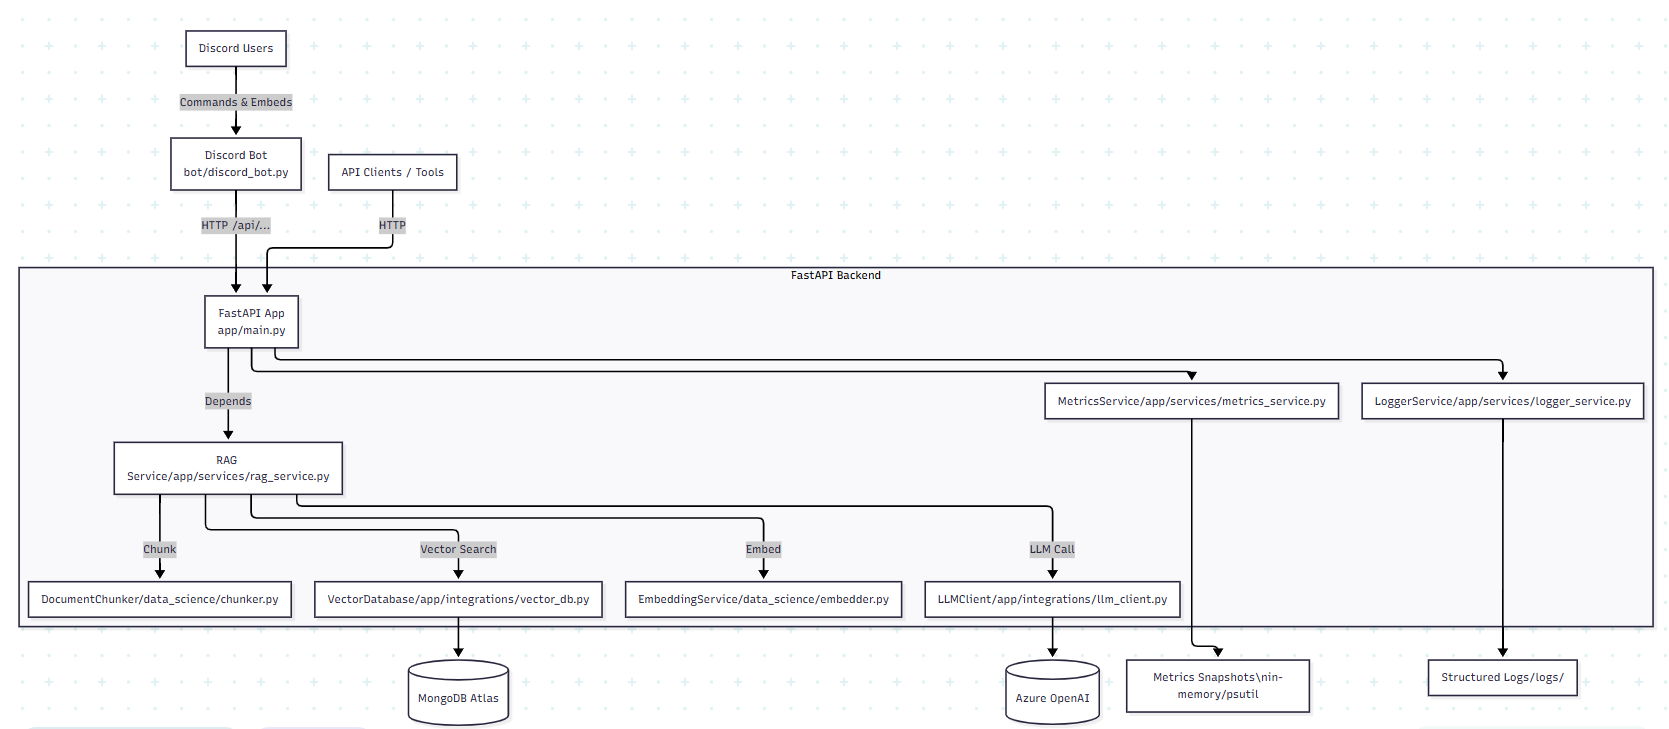 Discord Users
Commands & Embeds
Discord Bot
bot/discord_bot.py
API Clients / Tools
HTTP /api/...
HTTP
FastAPI Backend
FastAPI App
app/main.py
Depends
MetricsService/app/services/metrics_service.py
LoggerService/app/services/logger_service.py
RAG
Service/app/services/rag_service.py
Chunk
Vector Search
Embed
LLM Call
DocumentChunker/data_science/chunker.py
VectorDatabase/app/integrations/vector_db.py
EmbeddingService/data_science/embedder.py
LLMClient/app/integrations/llm_client.py
MongoDB Atlas
Azure OpenAI
Metrics Snapshots\nin-
memory/psutil
Structured Logs/logs/